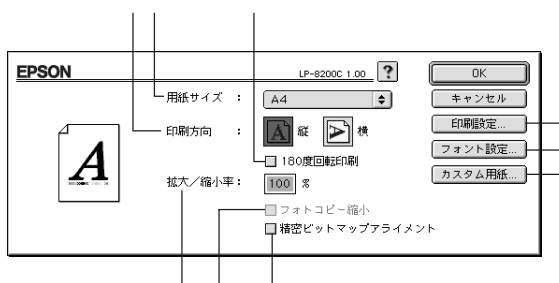 EPSON
LP-8200C 1.00
?
OK
用紙サイズ :
A4
キャンセル
印刷方向 :
縦
横
印刷設定...
180度回転印刷
フォント設定...
拡大/縮小率:
100 %
カスタム用紙...
フォトコピー縮小
精密ビットマップアライメント
A